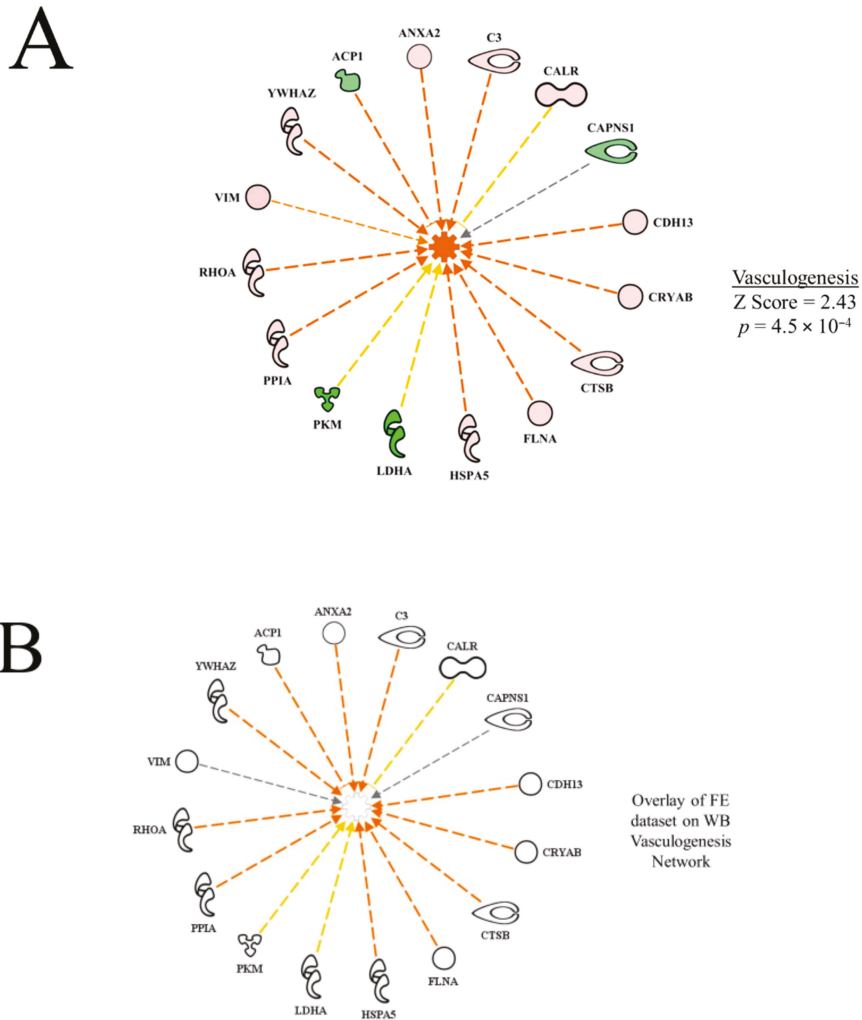 A
ANXA2
C3
ACP1
CALR
YWHAZ
CAPNS1
VIM
CDH13
RHOA
CRYAB
Vasculogenesis
Z Score = 2.43
p = 4.5 × 10⁻⁴
PPIA
CTSB
PKM
FLNA
LDHA
HSPA5
B
ANXA2
C3
ACP1
CALR
YWHAZ
CAPNS1
VIM
CDH13
RHOA
CRYAB
Overlay of FE
dataset on WB
Vasculogenesis
Network
PPIA
CTSB
PKM
FLNA
LDHA
HSPA5